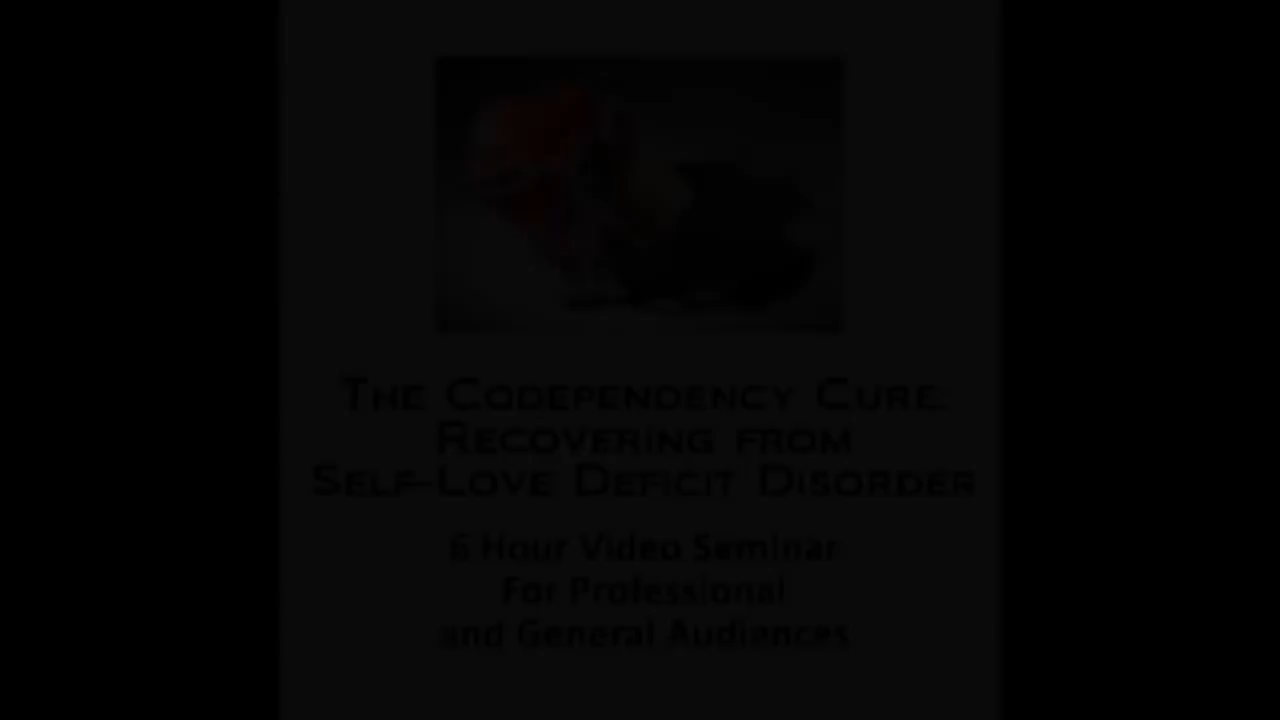 The Codependency Cure:
Recovering from
Self-Love Deficit Disorder
6 Hour Video Seminar
For Professional
and General Audiences